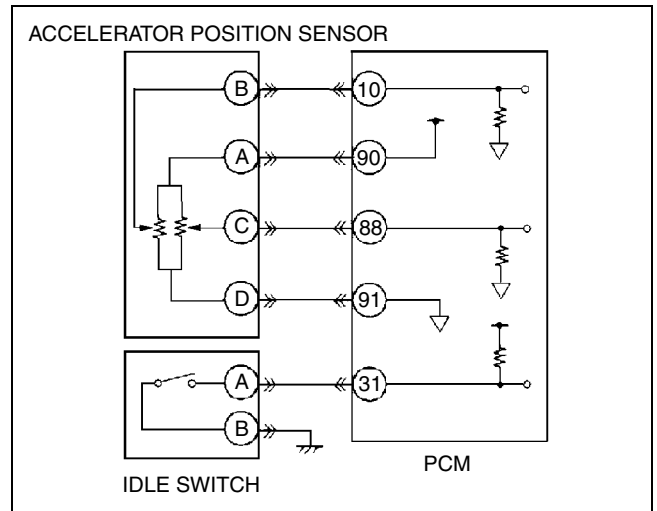 ACCELERATOR POSITION SENSOR
B 10
A 90
C 88
D 91
A 31
B
PCM
IDLE SWITCH